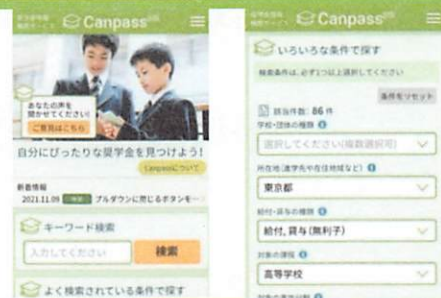 Canpass
あなたの声を
聞かせてください!
ご意見はこちら
自分にぴったりな奨学金を見つけよう!
Canpassについて
新着情報
2021.11.09 プルダウンに閉じるボタンを…
キーワード検索
入力してください 検索
よく検索されている条件で探す
Canpass
いろいろな条件で探す
検索条件は、必ず1つ以上選択してください
条件をリセット
該当件数: 86 件
学校・団体の種類
選択してください(複数選択可)
所在地(進学先や在住地域など)
東京都
給付・貸与の種類
給付, 貸与(無利子)
対象の課程
高等学校